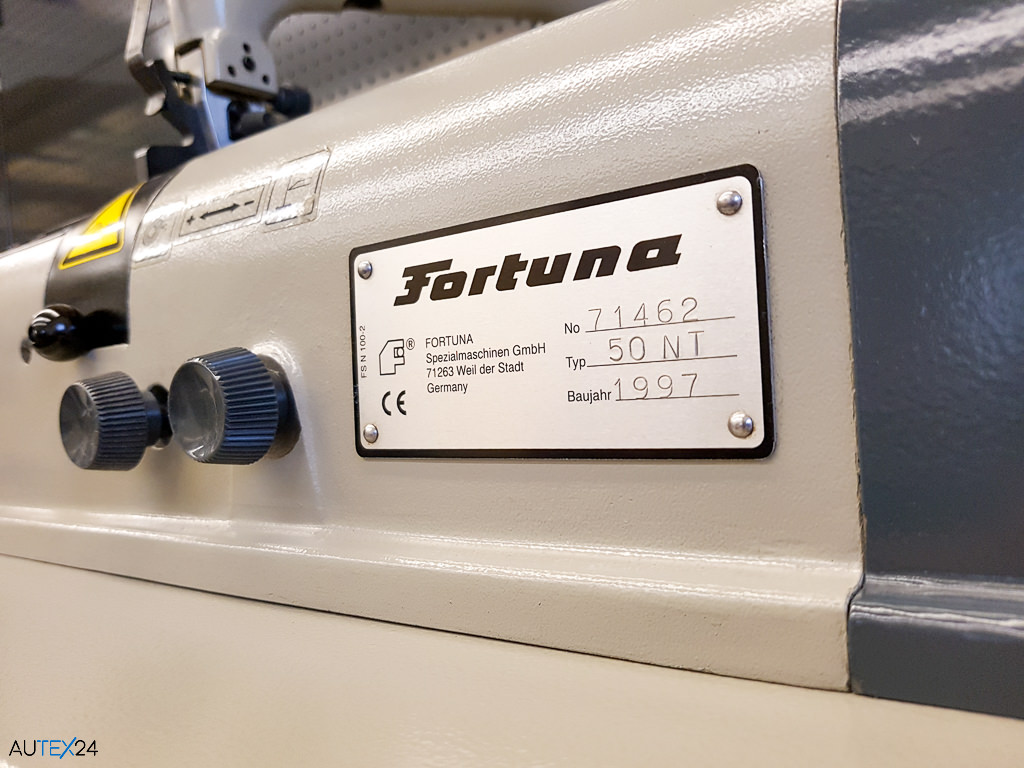 Fortuna
FS N 100-2
®
FORTUNA
Spezialmaschinen GmbH
71263 Weil der Stadt
Germany
CE
No 71462
Typ 50 NT
Baujahr 1997
AUTEX24